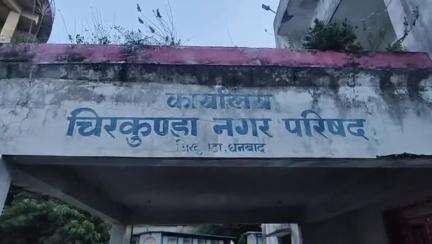 कार्यालय
चिरकुण्डा नगर परिषद
धनबाद